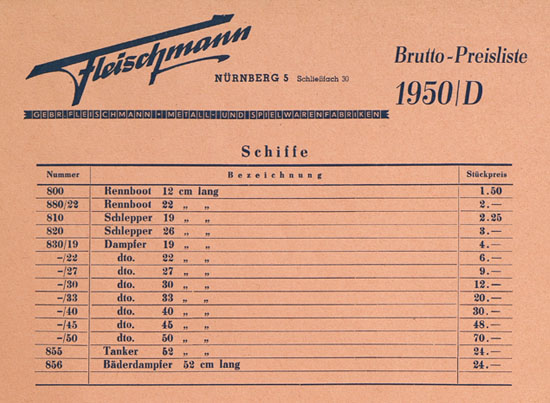 Fleischmann
NÜRNBERG 5 Schließfach 30
GEBR. FLEISCHMANN • METALL- UND SPIELWARENFABRIKEN
Brutto-Preisliste
1950/D
Schiffe
Nummer Bezeichnung Stückpreis
800 Rennboot 12 cm lang 1.50
880/22 Rennboot 22 „ „ 2.—
810 Schlepper 19 „ „ 2.25
820 Schlepper 26 „ „ 3.—
830/19 Dampfer 19 „ „ 4.—
-/22 dto. 22 „ „ 6.—
-/27 dto. 27 „ „ 9.—
-/30 dto. 30 „ „ 12.—
-/33 dto. 33 „ „ 20.—
-/40 dto. 40 „ „ 30.—
-/45 dto. 45 „ „ 48.—
-/50 dto. 50 „ „ 70.—
855 Tanker 52 „ „ 24.—
856 Bäderdampfer 52 cm lang 24.—